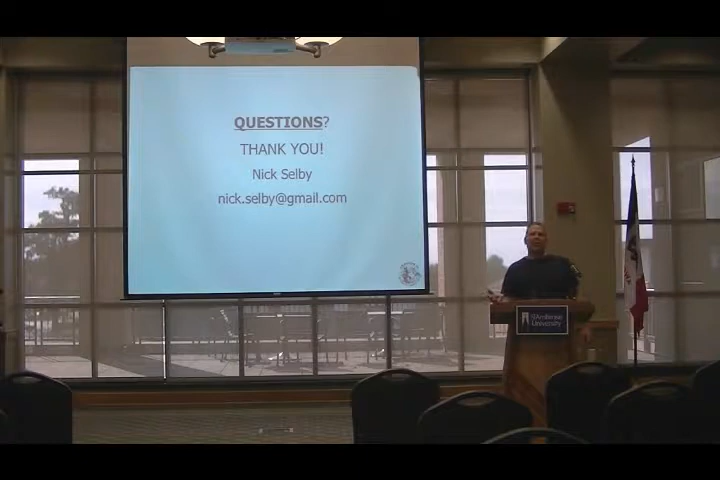 QUESTIONS?
THANK YOU!
Nick Selby
nick.selby@gmail.com
St.Ambrose
University